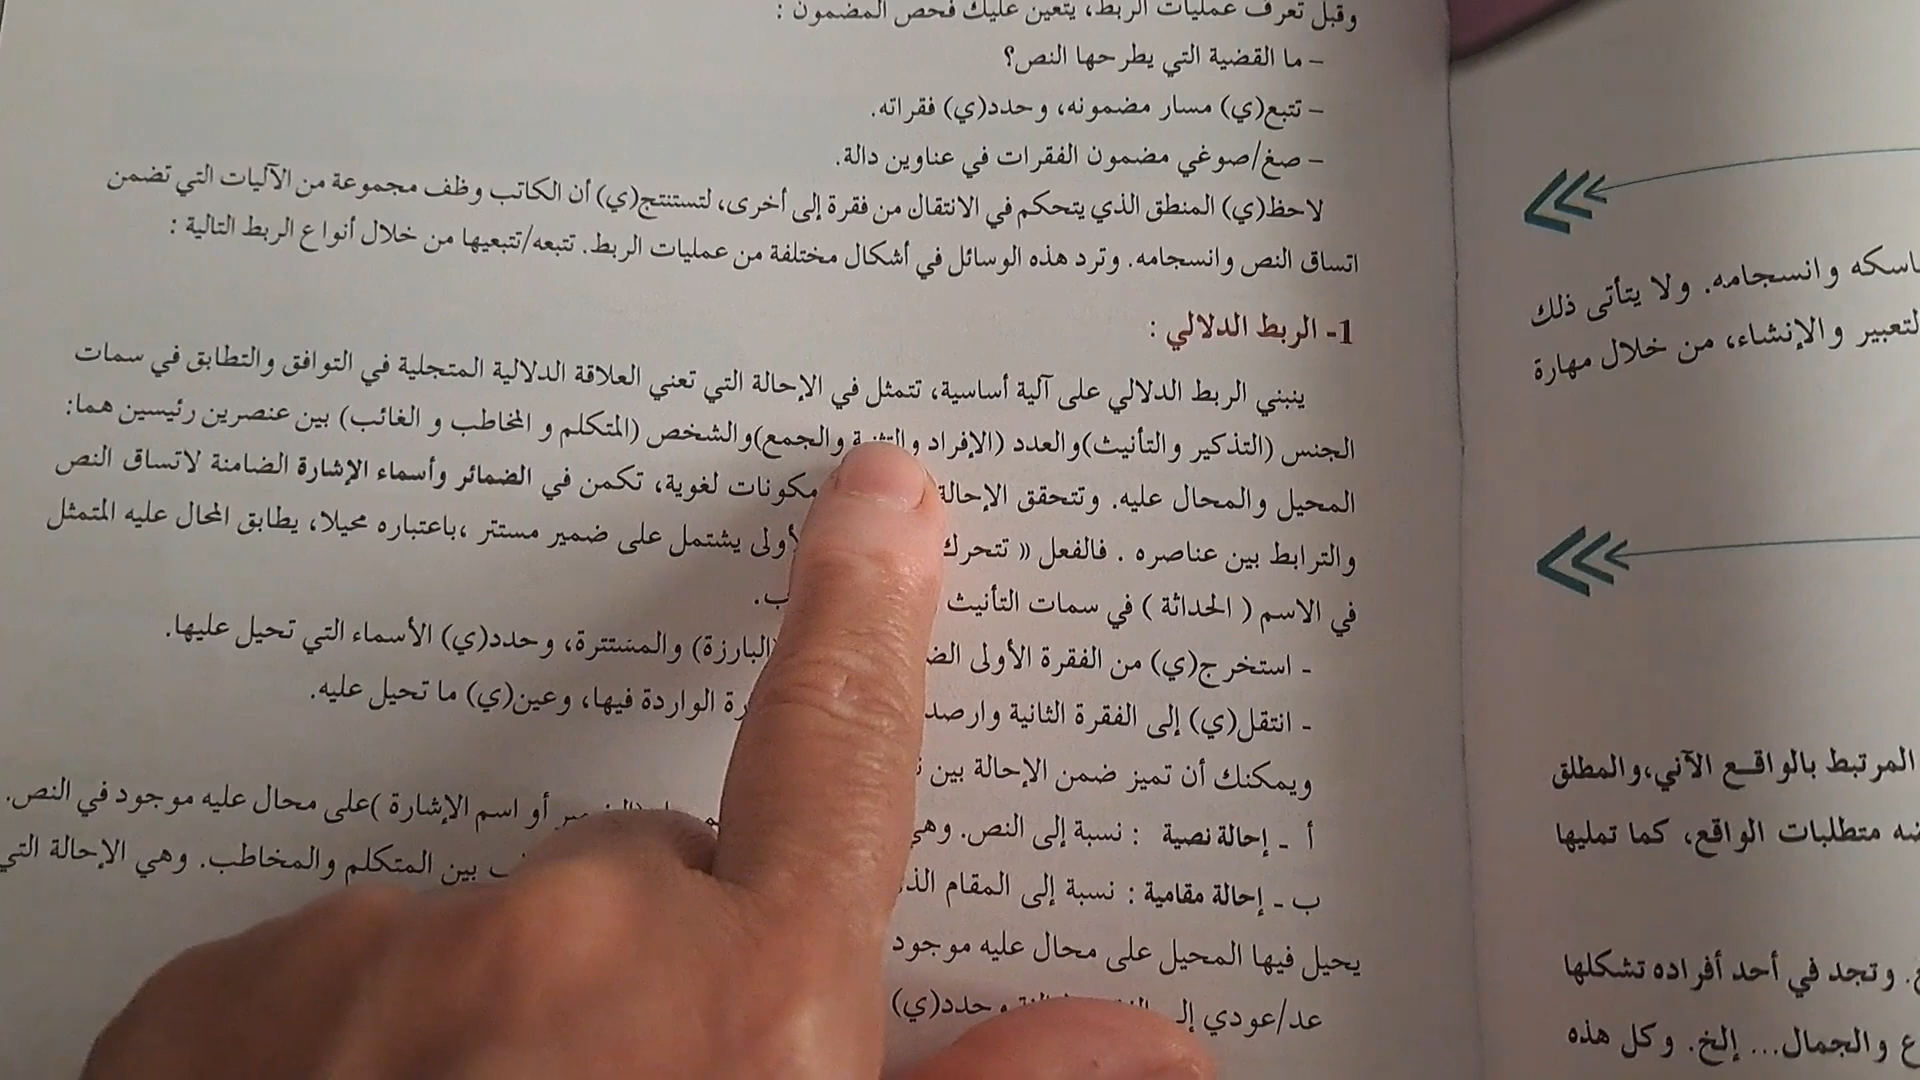 وقبل تعرف عمليات الربط، يتعين عليك فحص المضمون :
– ما القضية التي يطرحها النص؟
– تتبع(ي) مسار مضمونه، وحدد(ي) فقراته.
– صغ/صوغي مضمون الفقرات في عناوين دالة.
لاحظ(ي) المنطق الذي يتحكم في الانتقال من فقرة إلى أخرى، لتستنتج(ي) أن الكاتب وظف مجموعة من الآليات التي تضمن
اتساق النص وانسجامه. وترد هذه الوسائل في أشكال مختلفة من عمليات الربط. تتبعه/تتبعيها من خلال أنواع الربط التالية :
1- الربط الدلالي :
ينبني الربط الدلالي على آلية أساسية، تتمثل في الإحالة التي تعني العلاقة الدلالية المتجلية في التوافق والتطابق في سمات
الجنس (التذكير والتأنيث)والعدد (الإفراد والتثنية والجمع)والشخص (المتكلم و المخاطب و الغائب) بين عنصرين رئيسين هما:
المحيل والمحال عليه. وتتحقق الإحالة مكونات لغوية، تكمن في الضمائر وأسماء الإشارة الضامنة لاتساق النص
والترابط بين عناصره . فالفعل « تتحرك الأولى يشتمل على ضمير مستتر ،باعتباره محيلا، يطابق المحال عليه المتمثل
في الاسم ( الحداثة ) في سمات التأنيث
- استخرج(ي) من الفقرة الأولى (البارزة) والمستترة، وحدد(ي) الأسماء التي تحيل عليها.
- انتقل(ي) إلى الفقرة الثانية وارصد الواردة فيها، وعين(ي) ما تحيل عليه.
ويمكنك أن تميز ضمن الإحالة بين
أ - إحالة نصية : نسبة إلى النص. وهي أو اسم الإشارة )على محال عليه موجود في النص.
ب - إحالة مقامية : نسبة إلى المقام بين المتكلم والمخاطب. وهي الإحالة التي
يحيل فيها المحيل على محال عليه موجود
عد/عودي وحدد(ي)
وانسجامه. ولا يتأتى ذلك
والإنشاء، من خلال مهارة
المرتبط بالواقع الآني،والمطلق
متطلبات الواقع، كما تمليها
وتجد في أحد أفراده تشكلها
والجمال... إلخ. وكل هذه